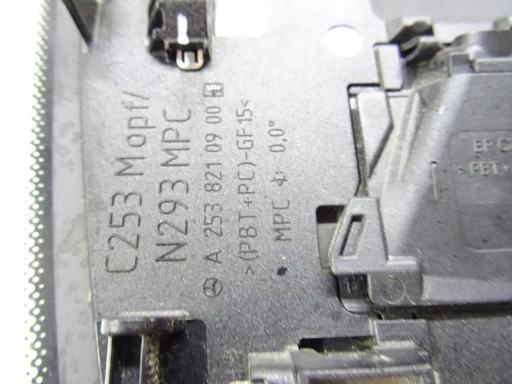 C253 Mopf/
N293 MPC
A 253 821 09 00
>(PBT+PC)-GF15<
MPC 0,0°